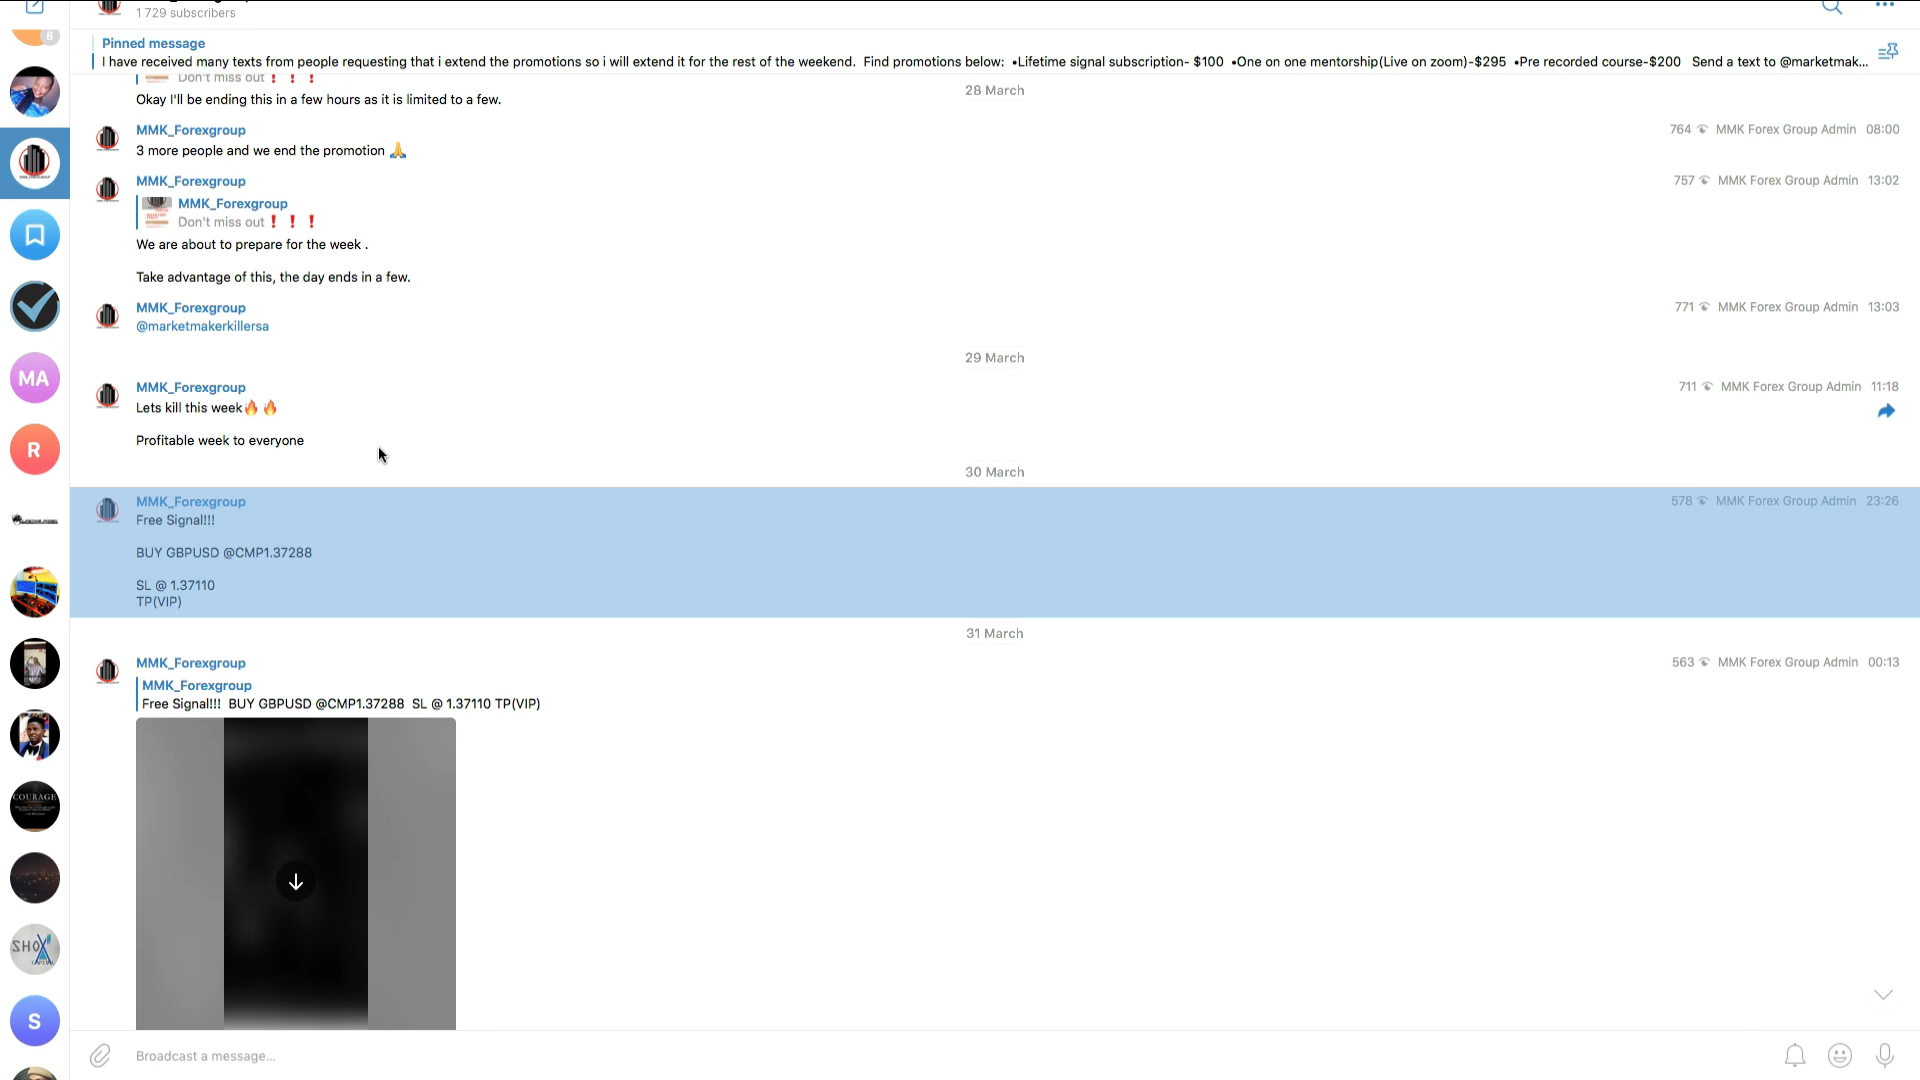 1 729 subscribers
Pinned message
I have received many texts from people requesting that i extend the promotions so i will extend it for the rest of the weekend. Find promotions below: •Lifetime signal subscription- $100 •One on one mentorship(Live on zoom)-$295 •Pre recorded course-$200 Send a text to @marketmak...
8
Don't miss out❗❗❗
Okay I'll be ending this in a few hours as it is limited to a few.
28 March
MMK_Forexgroup
764 MMK Forex Group Admin 08:00
3 more people and we end the promotion 🙏
MMK_Forexgroup
757 MMK Forex Group Admin 13:02
MMK_Forexgroup
Don't miss out❗❗❗
We are about to prepare for the week .
Take advantage of this, the day ends in a few.
MMK_Forexgroup
771 MMK Forex Group Admin 13:03
@marketmakerkillersa
29 March
MA
MMK_Forexgroup
711 MMK Forex Group Admin 11:18
Lets kill this week🔥🔥
Profitable week to everyone
R
30 March
MMK_Forexgroup
578 MMK Forex Group Admin 23:26
Free Signal!!!
BUY GBPUSD @CMP1.37288
SL @ 1.37110
TP(VIP)
31 March
MMK_Forexgroup
563 MMK Forex Group Admin 00:13
MMK_Forexgroup
Free Signal!!! BUY GBPUSD @CMP1.37288 SL @ 1.37110 TP(VIP)
COURAGE
SHO
S
Broadcast a message...